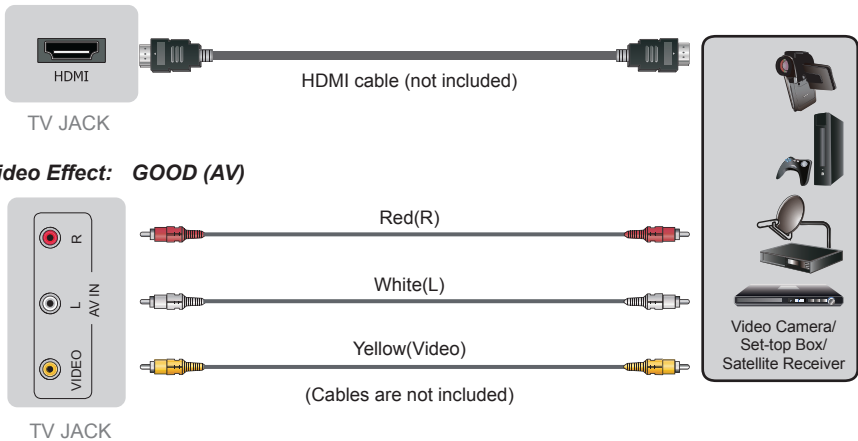 HDMI
HDMI cable (not included)
TV JACK
ideo Effect: GOOD (AV)
R
L
AV IN
VIDEO
Red(R)
White(L)
Yellow(Video)
(Cables are not included)
TV JACK
Video Camera/
Set-top Box/
Satellite Receiver